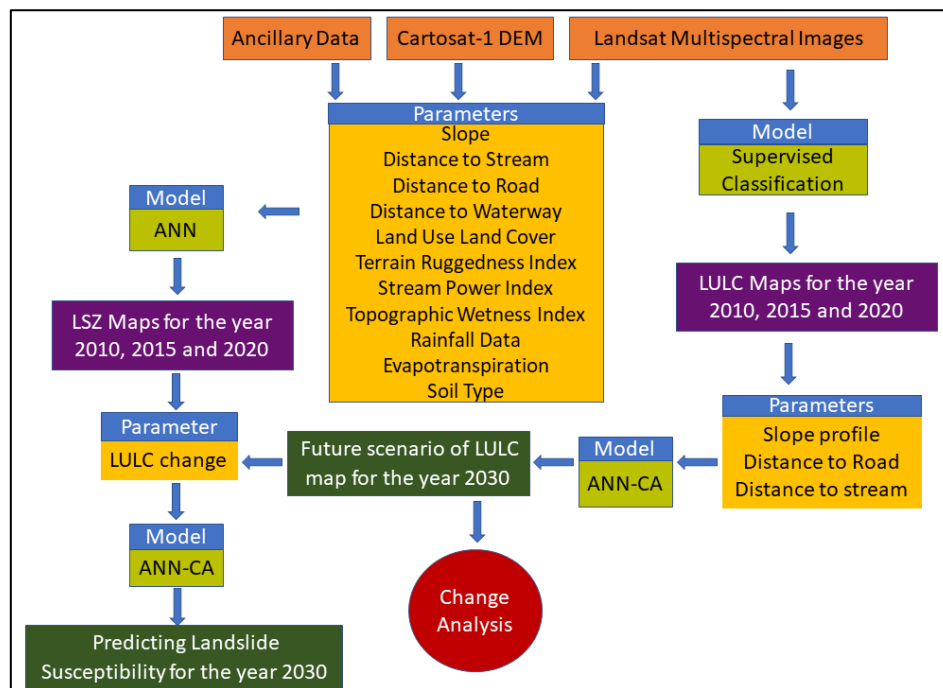 Ancillary Data
Cartosat-1 DEM
Landsat Multispectral Images
Parameters
Slope
Distance to Stream
Distance to Road
Distance to Waterway
Land Use Land Cover
Terrain Ruggedness Index
Stream Power Index
Topographic Wetness Index
Rainfall Data
Evapotranspiration
Soil Type
Model
Supervised
Classification
Model
ANN
LSZ Maps for the year
2010, 2015 and 2020
LULC Maps for the year
2010, 2015 and 2020
Parameter
LULC change
Future scenario of LULC
map for the year 2030
Model
ANN-CA
Parameters
Slope profile
Distance to Road
Distance to stream
Model
ANN-CA
Change
Analysis
Predicting Landslide
Susceptibility for the year 2030